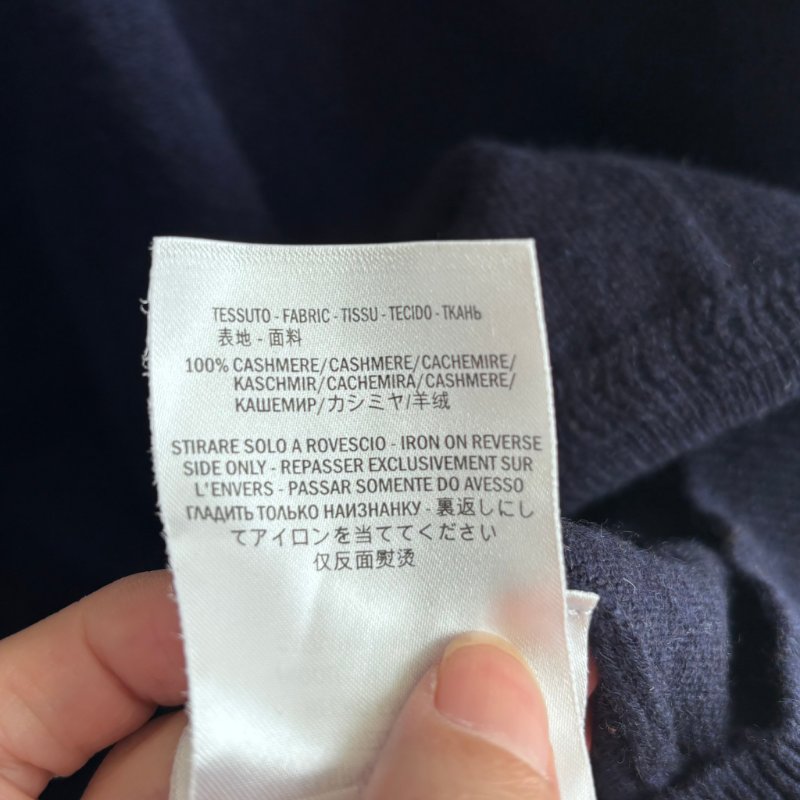 TESSUTO - FABRIC - TISSU - TECIDO - ТКАНЬ
表地 - 面料
100% CASHMERE/CASHMERE/CACHEMIRE/
KASCHMIR/CACHEMIRA/CASHMERE/
КАШЕМИР/カシミヤ/羊绒
STIRARE SOLO A ROVESCIO - IRON ON REVERSE
SIDE ONLY - REPASSER EXCLUSIVEMENT SUR
L'ENVERS - PASSAR SOMENTE DO AVESSO
ГЛАДИТЬ ТОЛЬКО НАИЗНАНКУ - 裏返しにし
てアイロンを当ててください
仅反面熨烫